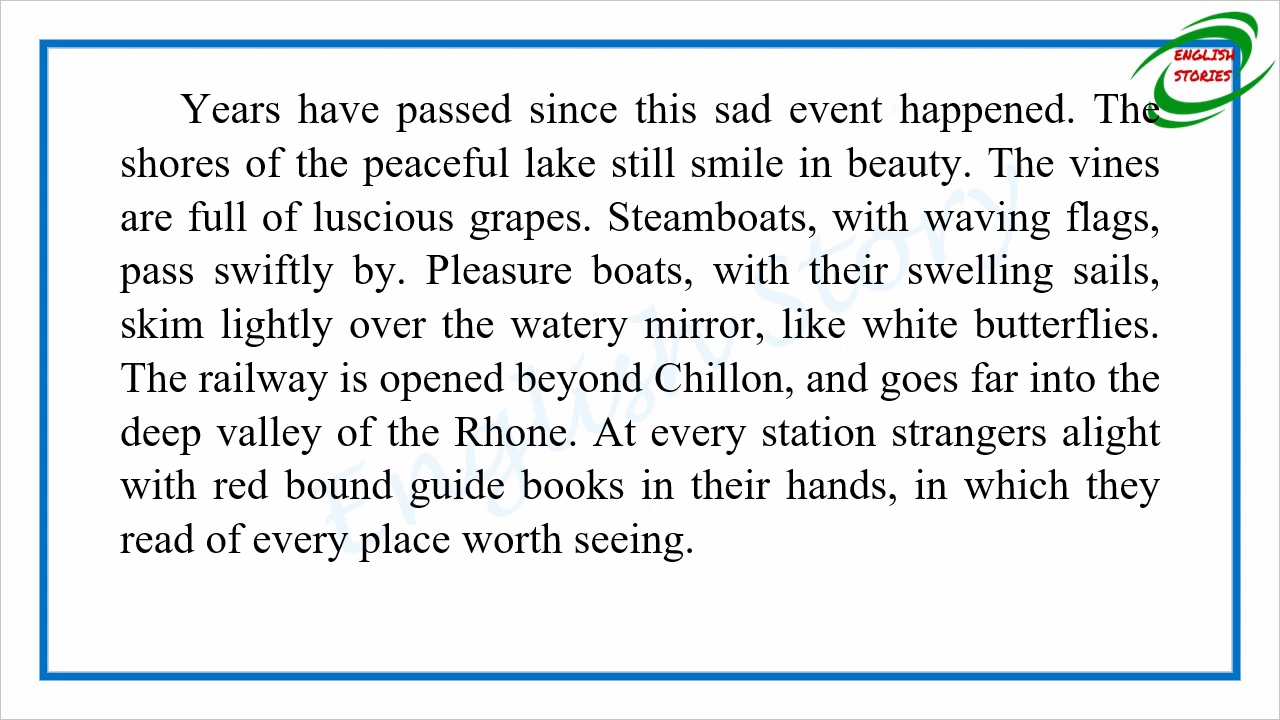 ENGLISH
STORIES
Years have passed since this sad event happened. The
shores of the peaceful lake still smile in beauty. The vines
are full of luscious grapes. Steamboats, with waving flags,
pass swiftly by. Pleasure boats, with their swelling sails,
skim lightly over the watery mirror, like white butterflies.
The railway is opened beyond Chillon, and goes far into the
deep valley of the Rhone. At every station strangers alight
with red bound guide books in their hands, in which they
read of every place worth seeing.
English Story